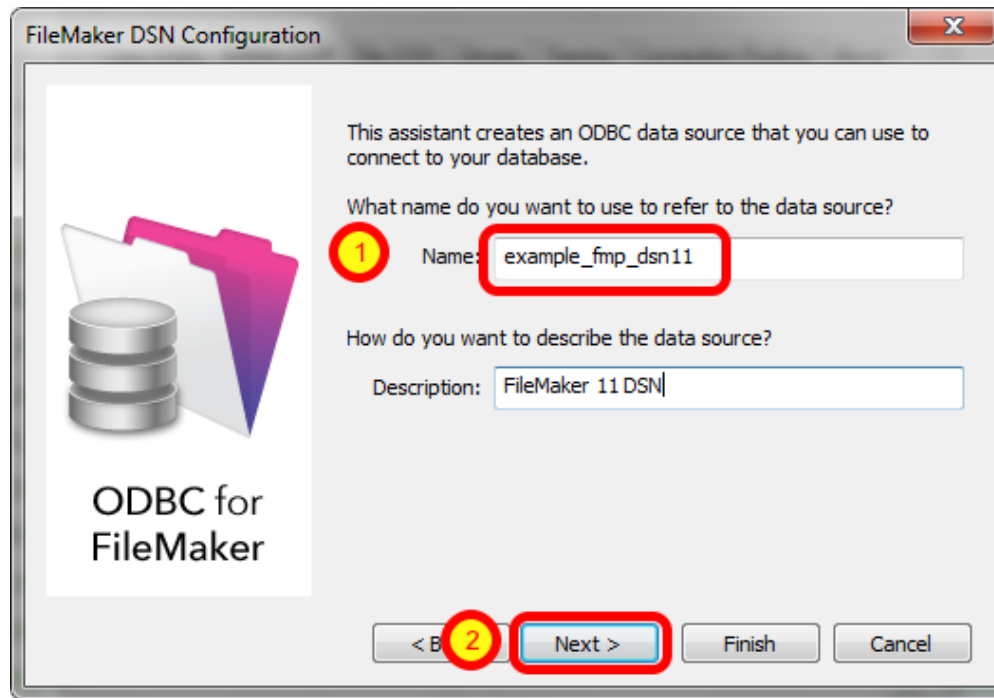 FileMaker DSN Configuration
This assistant creates an ODBC data source that you can use to
connect to your database.
What name do you want to use to refer to the data source?
1
Name: example_fmp_dsn11
How do you want to describe the data source?
Description: FileMaker 11 DSN
ODBC for
FileMaker
< B 2 Next > Finish Cancel